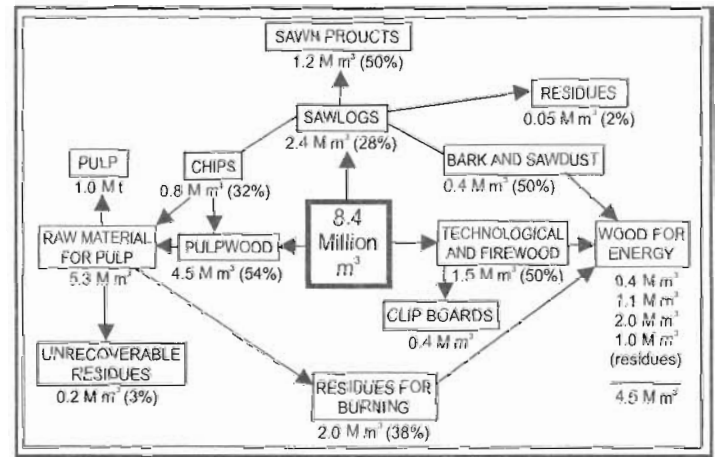 SAWN PROUCTS
1.2 M m³ (50%)
RESIDUES
0.05 M m³ (2%)
SAWLOGS
2.4 M m³ (28%)
PULP
1.0 M t
CHIPS
0.8 M m³ (32%)
BARK AND SAWDUST
0.4 M m³ (50%)
8.4
Million
m³
RAW MATERIAL
FOR PULP
5.3 M m³
PULPWOOD
4.5 M m³ (54%)
TECHNOLOGICAL
AND FIREWOOD
1.5 M m³ (50%)
WOOD FOR
ENERGY
0.4 M m³
1.1 M m³
2.0 M m³
1.0 M m³
(residues)
4.5 M m³
CLIP BOARDS
0.4 M m³
UNRECOVERABLE
RESIDUES
0.2 M m³ (3%)
RESIDUES FOR
BURNING
2.0 M m³ (38%)